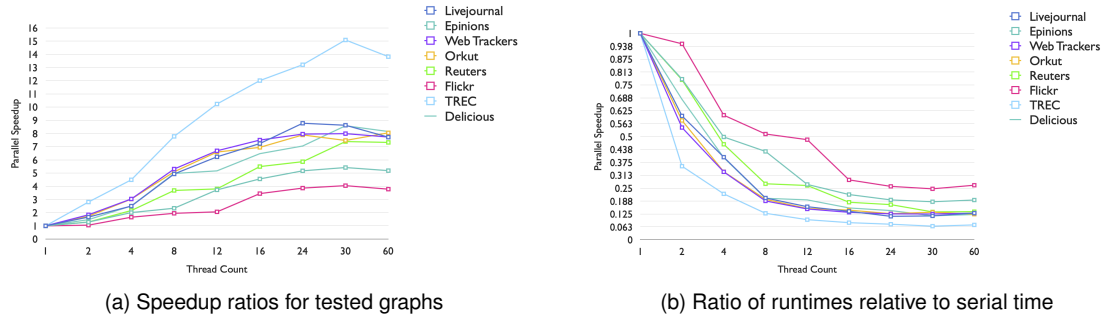 16
15
14
13
12
11
10
9
8
7
6
5
4
3
2
1
0
Parallel Speedup
1 2 4 8 12 16 24 30 60
Thread Count
Livejournal
Epinions
Web Trackers
Orkut
Reuters
Flickr
TREC
Delicious
(a) Speedup ratios for tested graphs
1
0.938
0.875
0.813
0.75
0.688
0.625
0.563
0.5
0.438
0.375
0.313
0.25
0.188
0.125
0.063
0
Parallel Speedup
1 2 4 8 12 16 24 30 60
Thread Count
Livejournal
Epinions
Web Trackers
Orkut
Reuters
Flickr
TREC
Delicious
(b) Ratio of runtimes relative to serial time